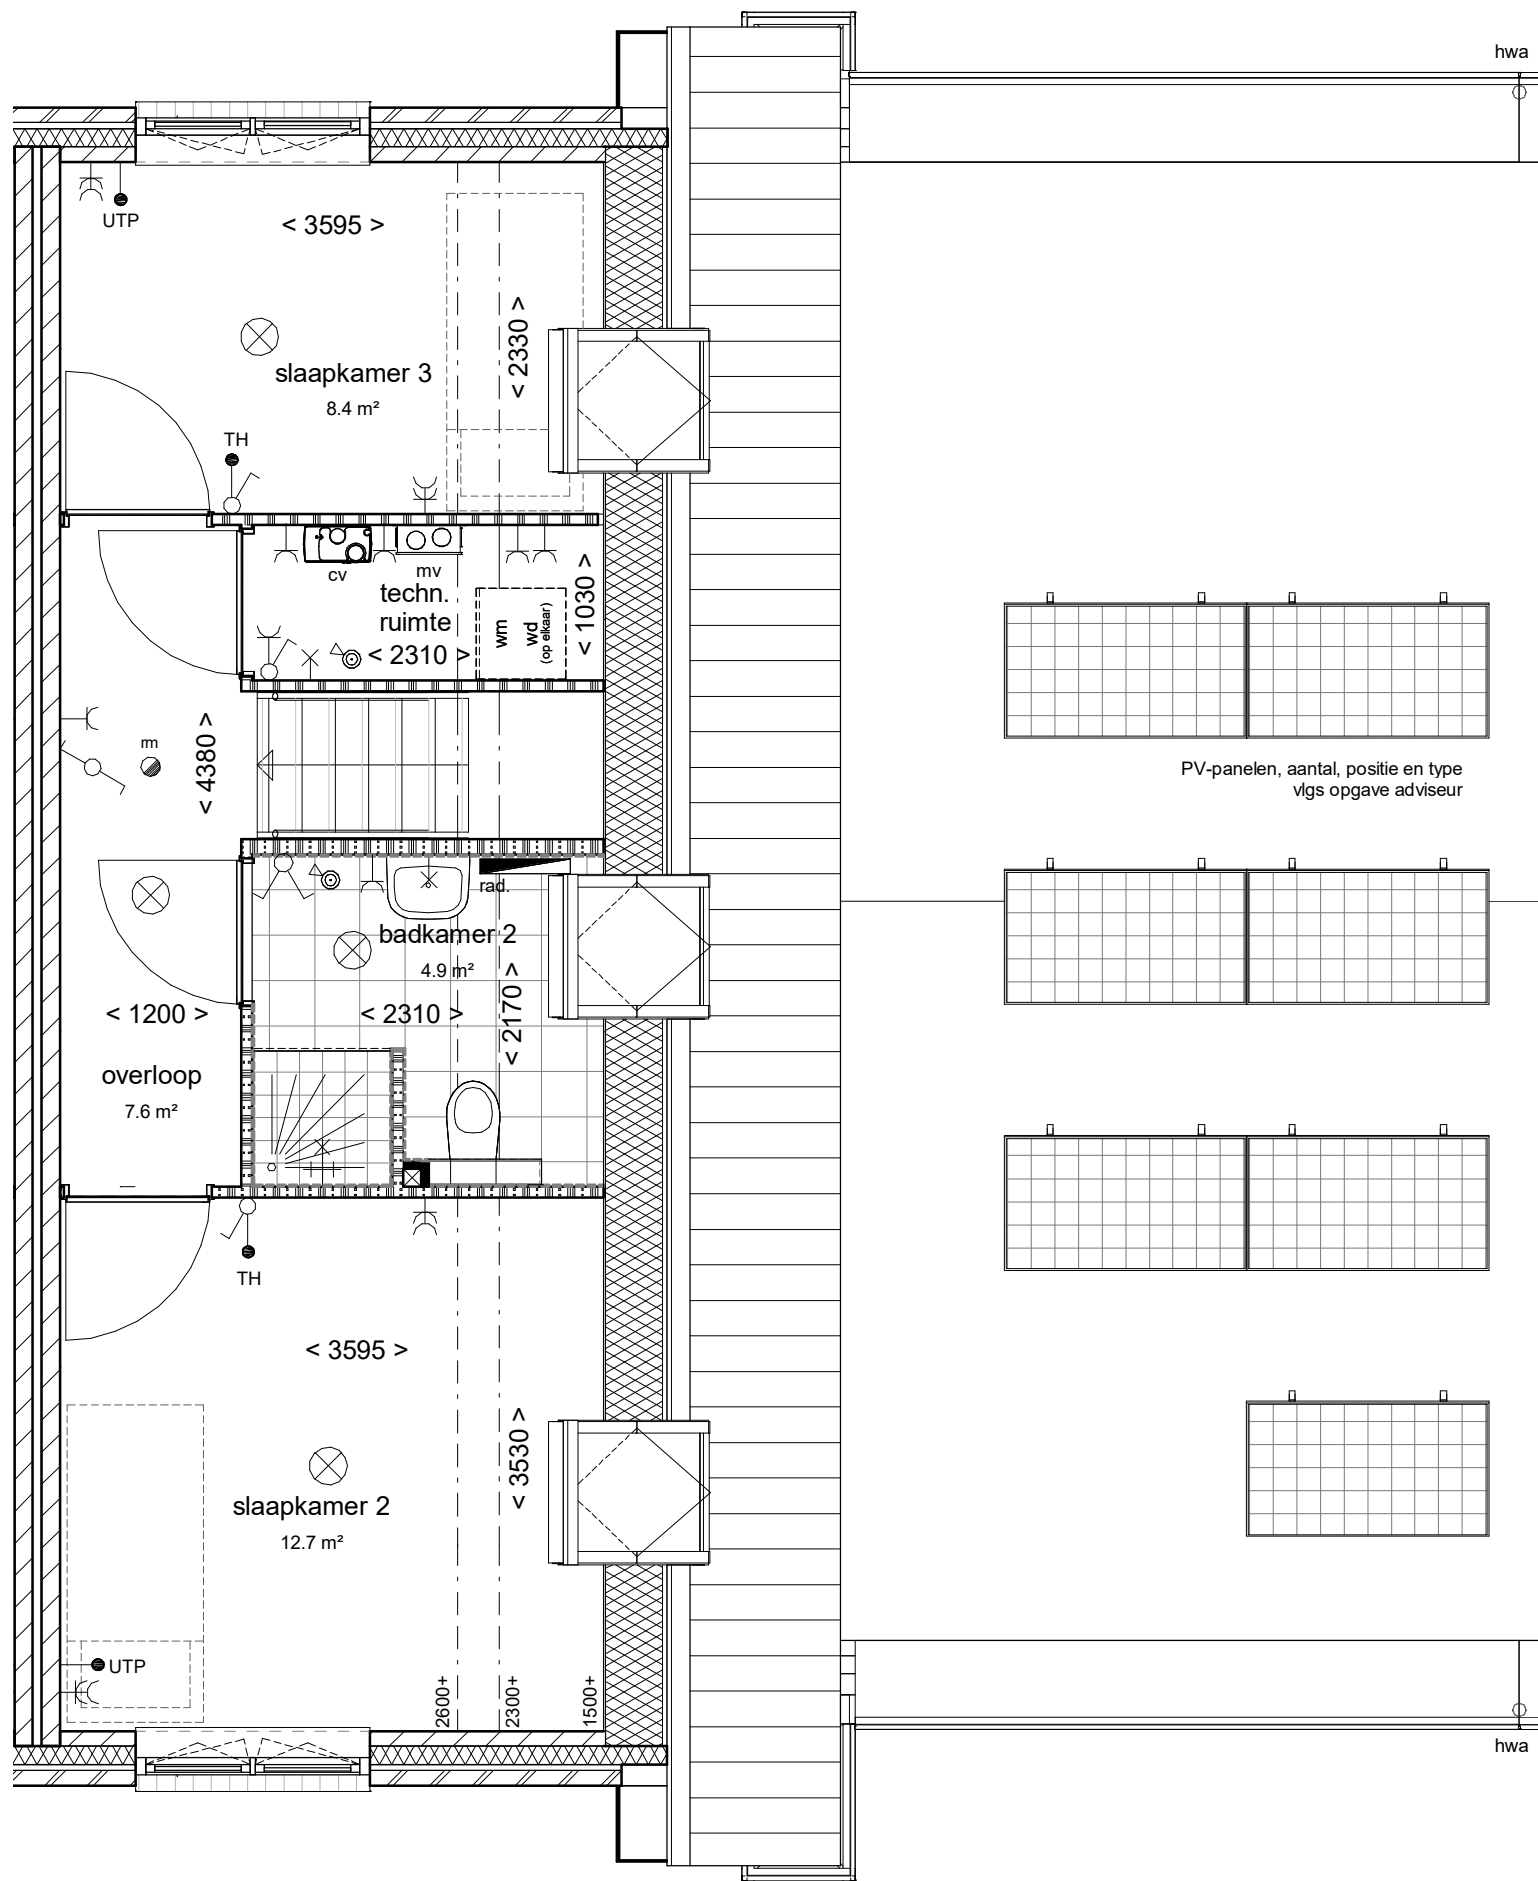 hwa
UTP
< 3595 >
< 2330 >
slaapkamer 3
8.4 m²
TH
cv
mv
techn.
ruimte
< 2310 >
wm
wd
(op elkaar)
< 1030 >
rm
< 4380 >
PV-panelen, aantal, positie en type
vlgs opgave adviseur
rad.
badkamer 2
4.9 m²
< 1200 >
< 2310 >
< 2170 >
overloop
7.6 m²
TH
< 3595 >
< 3530 >
slaapkamer 2
12.7 m²
UTP
2600+
2300+
1500+
hwa